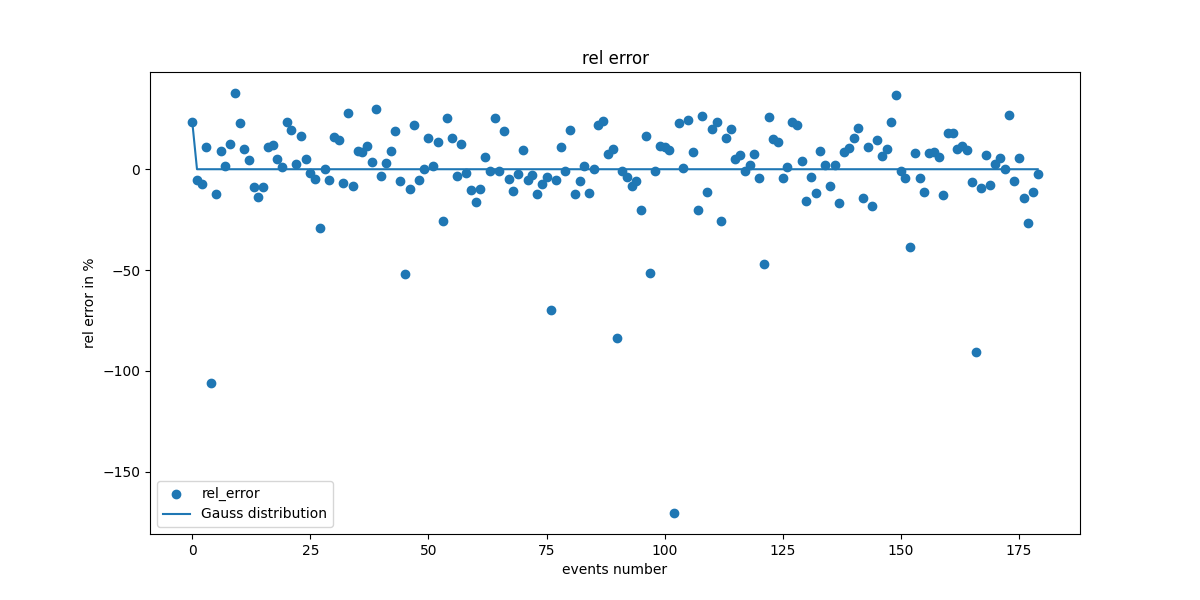 rel error
rel error in %
0
−50
−100
−150
rel_error
Gauss distribution
0
25
50
75
100
125
150
175
events number